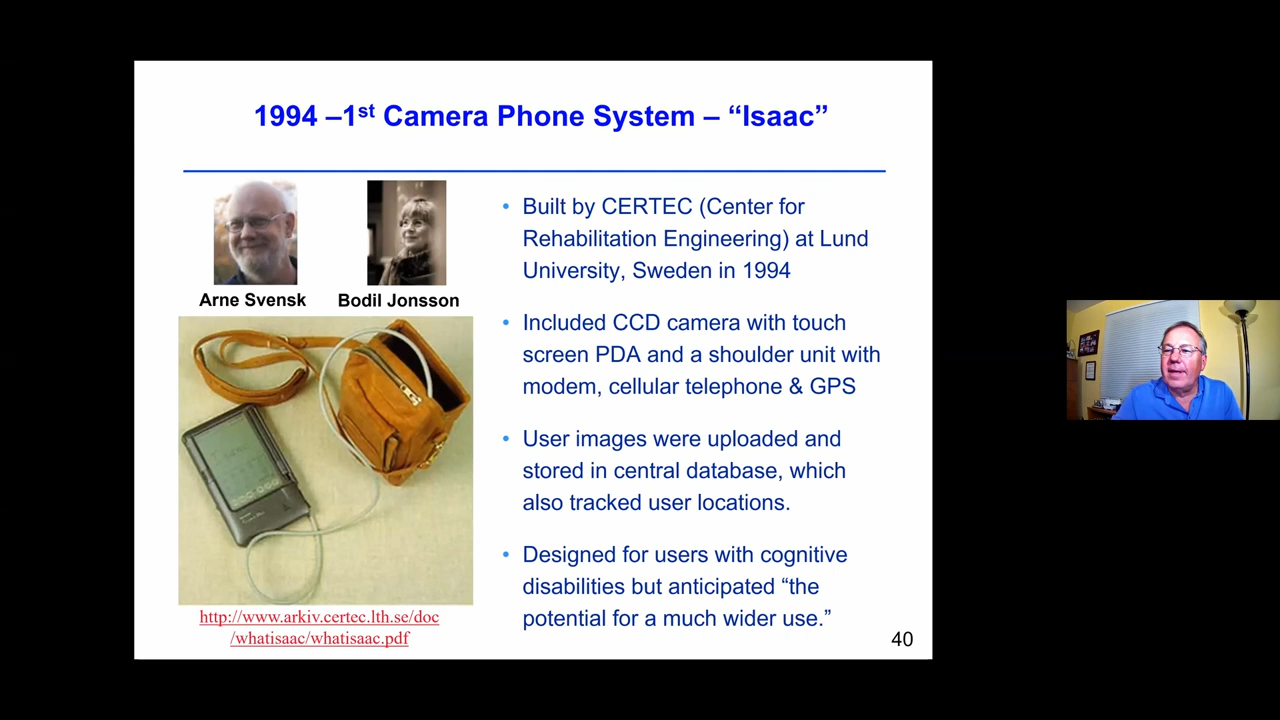 1994 –1st Camera Phone System – “Isaac”
Arne Svensk
Bodil Jonsson
http://www.arkiv.certec.lth.se/doc
/whatisaac/whatisaac.pdf
• Built by CERTEC (Center for
Rehabilitation Engineering) at Lund
University, Sweden in 1994
• Included CCD camera with touch
screen PDA and a shoulder unit with
modem, cellular telephone & GPS
• User images were uploaded and
stored in central database, which
also tracked user locations.
• Designed for users with cognitive
disabilities but anticipated “the
potential for a much wider use.”
40